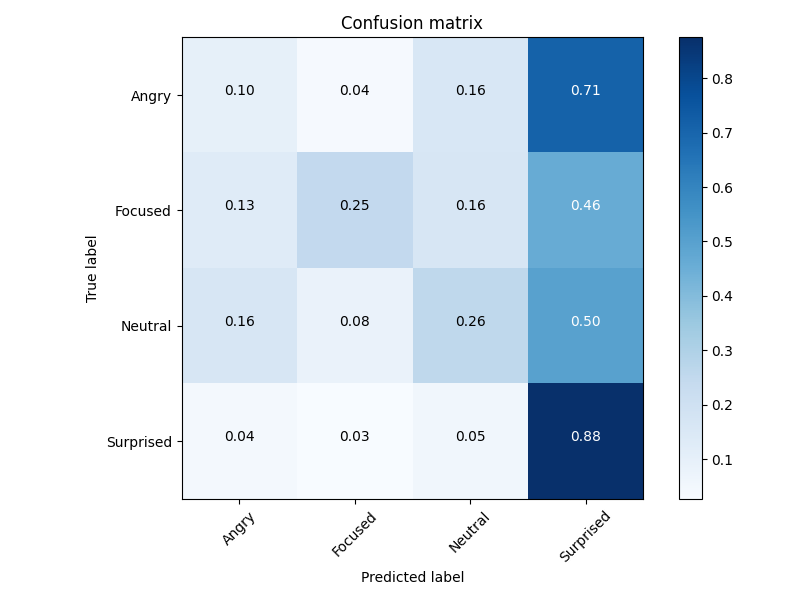 Confusion matrix
True label
Angry 0.10 0.04 0.16 0.71
Focused 0.13 0.25 0.16 0.46
Neutral 0.16 0.08 0.26 0.50
Surprised 0.04 0.03 0.05 0.88
Angry Focused Neutral Surprised
Predicted label
0.8
0.7
0.6
0.5
0.4
0.3
0.2
0.1